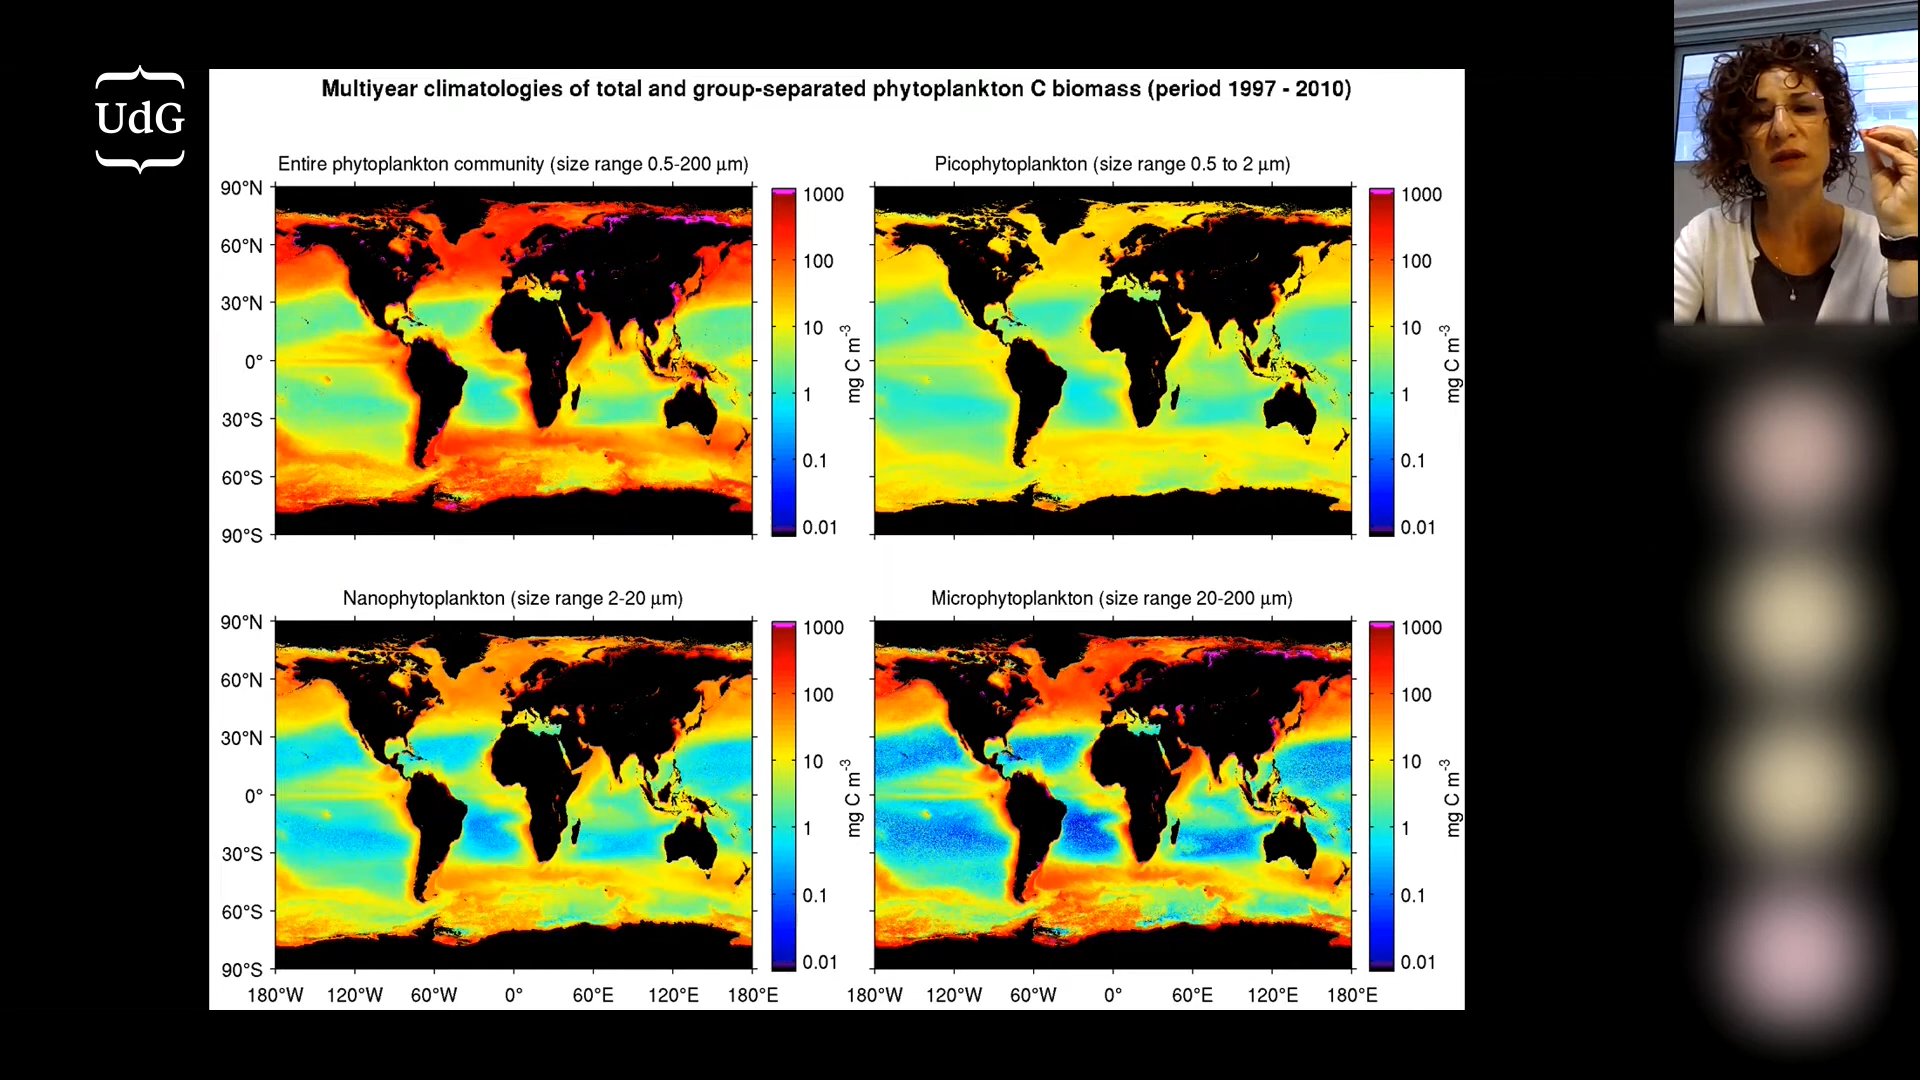 UdG
Multiyear climatologies of total and group-separated phytoplankton C biomass (period 1997 - 2010)
Entire phytoplankton community (size range 0.5-200 µm)
90°N
60°N
30°N
0°
30°S
60°S
90°S
1000
100
10
1
0.1
0.01
mg C m⁻³
Picophytoplankton (size range 0.5 to 2 µm)
1000
100
10
1
0.1
0.01
mg C m⁻³
Nanophytoplankton (size range 2-20 µm)
90°N
60°N
30°N
0°
30°S
60°S
90°S
180°W 120°W 60°W 0° 60°E 120°E 180°E
1000
100
10
1
0.1
0.01
mg C m⁻³
Microphytoplankton (size range 20-200 µm)
180°W 120°W 60°W 0° 60°E 120°E 180°E
1000
100
10
1
0.1
0.01
mg C m⁻³